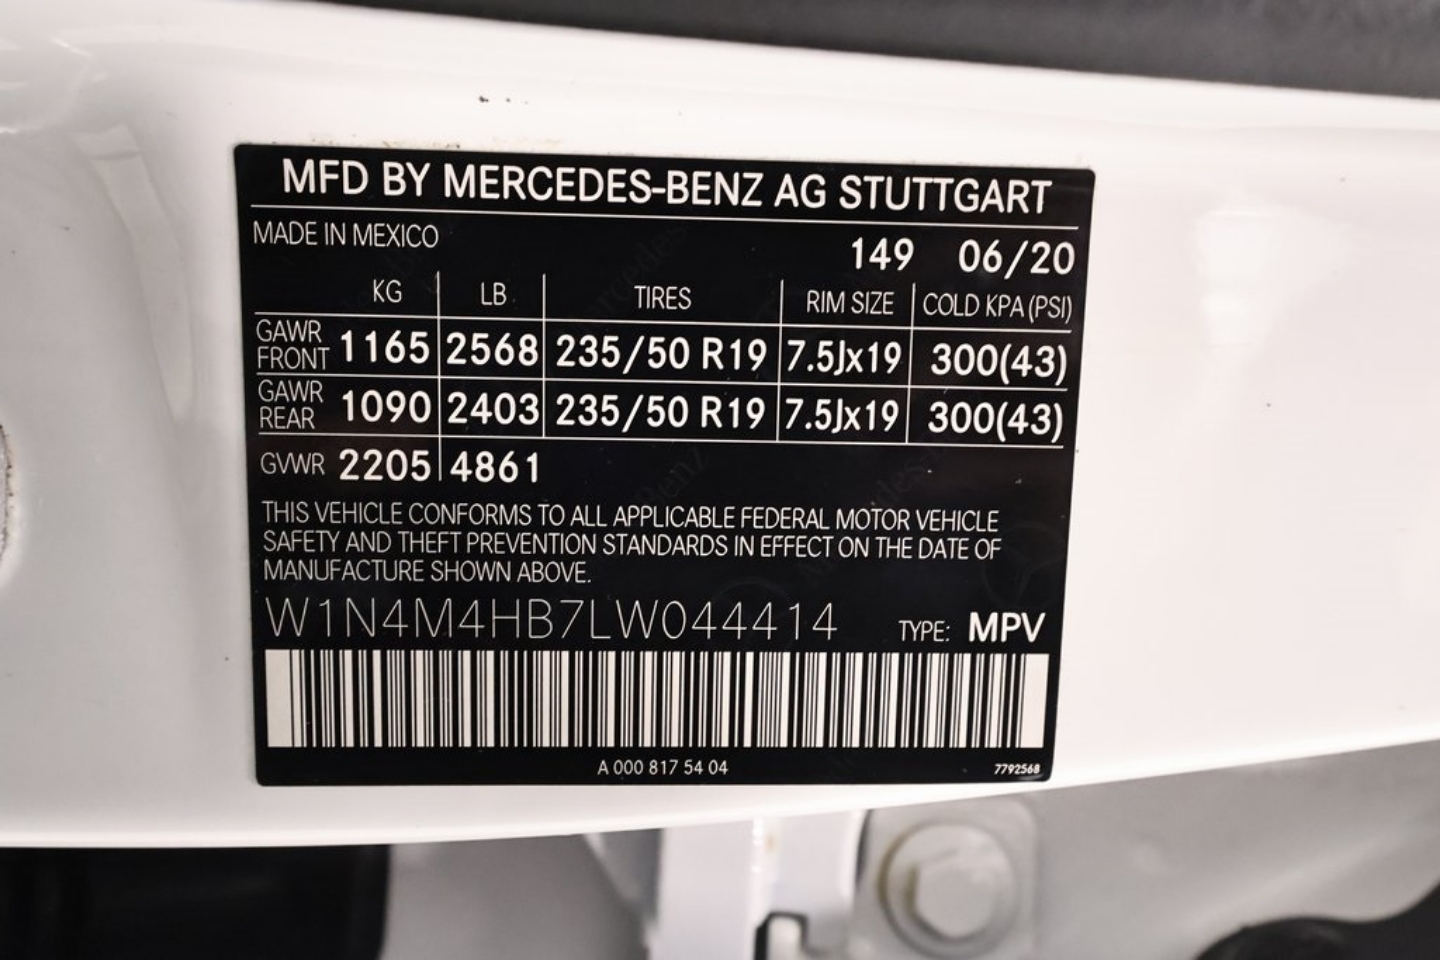 MFD BY MERCEDES-BENZ AG STUTTGART
MADE IN MEXICO
149 06/20
KG LB TIRES RIM SIZE COLD KPA (PSI)
GAWR FRONT 1165 2568 235/50 R19 7.5Jx19 300(43)
GAWR REAR 1090 2403 235/50 R19 7.5Jx19 300(43)
GVWR 2205 4861
THIS VEHICLE CONFORMS TO ALL APPLICABLE FEDERAL MOTOR VEHICLE
SAFETY AND THEFT PREVENTION STANDARDS IN EFFECT ON THE DATE OF
MANUFACTURE SHOWN ABOVE.
W1N4M4HB7LW044414 TYPE: MPV
A 000 817 54 04 7792568